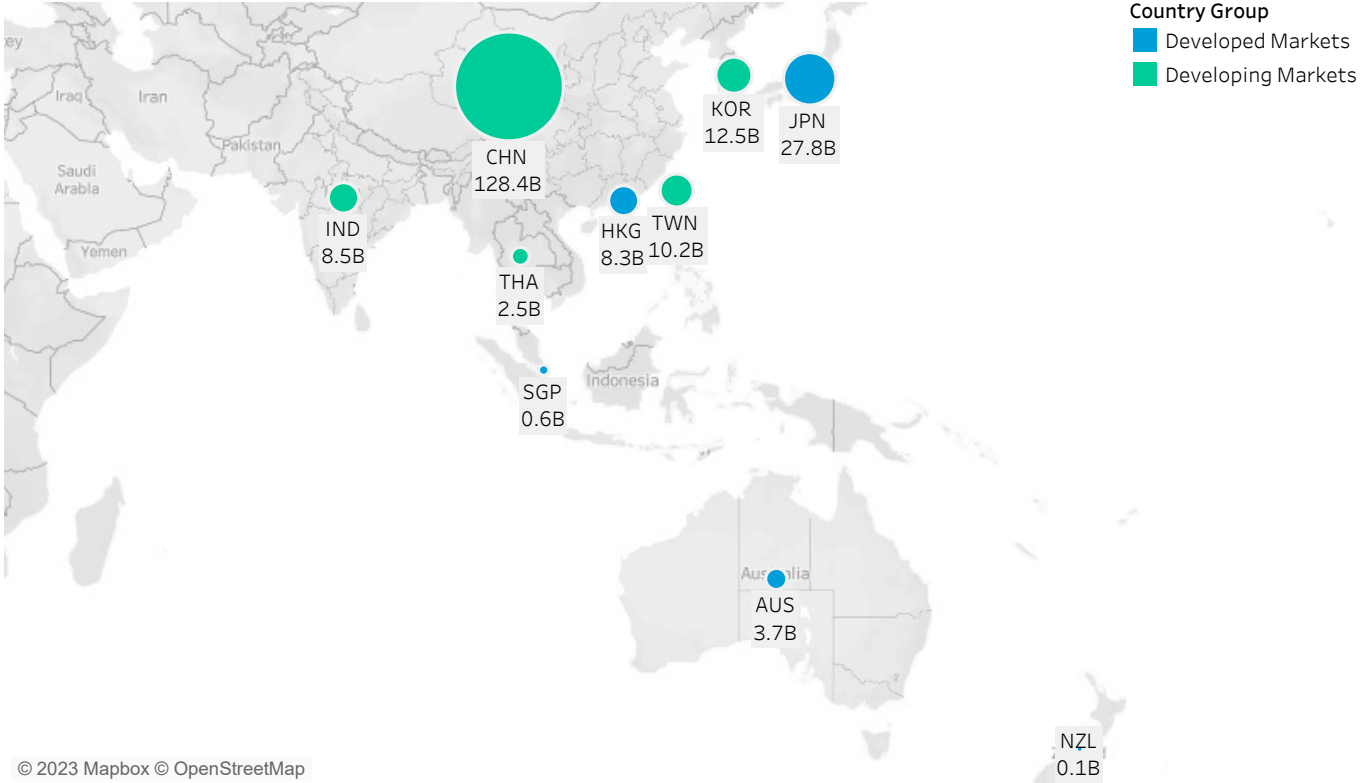 Country Group
Developed Markets
Developing Markets
ey
Iraq
Iran
Pakistan
Saudi
Arabia
Yemen
CHN
128.4B
KOR
12.5B
JPN
27.8B
IND
8.5B
HKG
8.3B
TWN
10.2B
THA
2.5B
SGP
0.6B
Indonesia
Australia
AUS
3.7B
NZL
0.1B
© 2023 Mapbox © OpenStreetMap